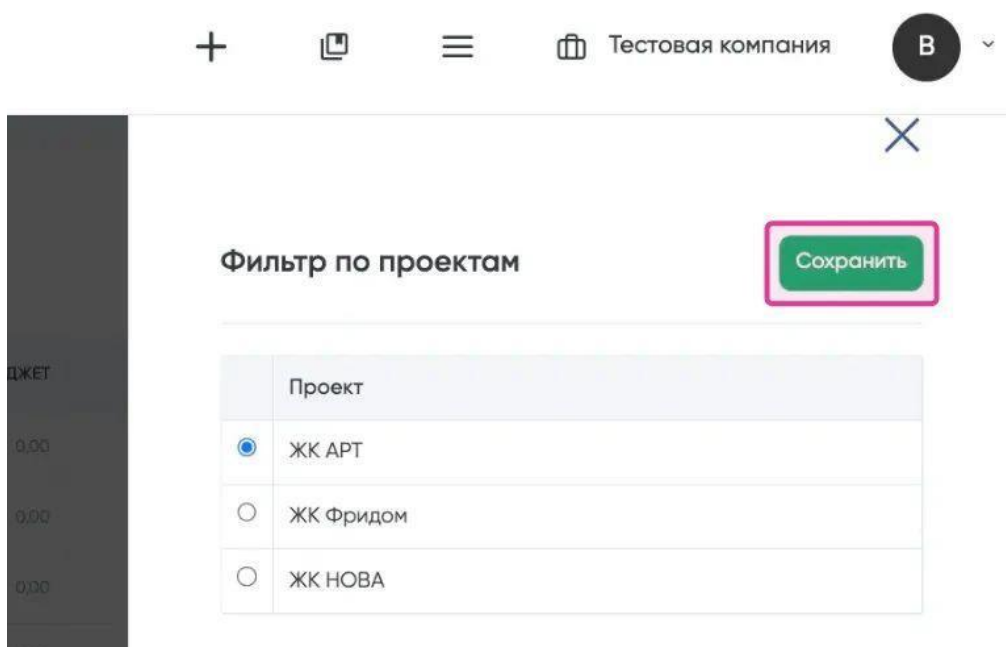 Тестовая компания
В
Фильтр по проектам
Сохранить
Проект
ДЖЕТ
0,00
ЖК АРТ
0,00
ЖК Фридом
0,00
ЖК НОВА